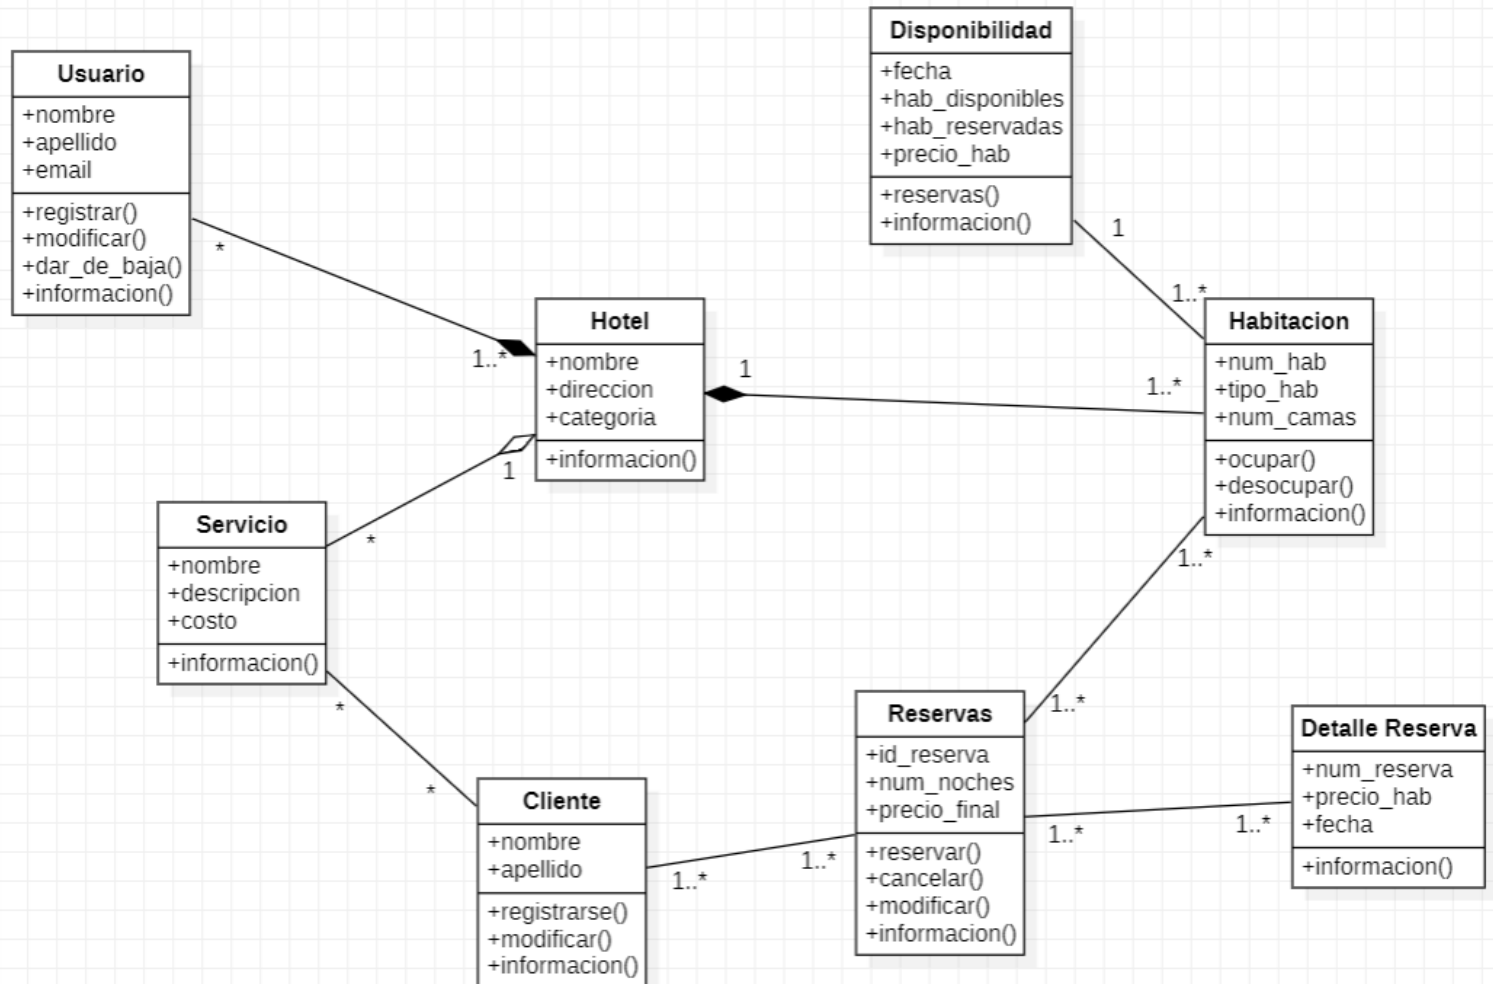 Disponibilidad
+fecha
+hab_disponibles
+hab_reservadas
+precio_hab
+reservas()
+informacion()
Usuario
+nombre
+apellido
+email
+registrar()
+modificar()
+dar_de_baja()
+informacion()
*
1..*
Hotel
+nombre
+direccion
+categoria
+informacion()
1
1..*
1
1..*
Habitacion
+num_hab
+tipo_hab
+num_camas
+ocupar()
+desocupar()
+informacion()
1
*
Servicio
+nombre
+descripcion
+costo
+informacion()
*
*
1..*
1..*
Cliente
+nombre
+apellido
+registrarse()
+modificar()
+informacion()
1..*
1..*
Reservas
+id_reserva
+num_noches
+precio_final
+reservar()
+cancelar()
+modificar()
+informacion()
1..*
1..*
Detalle Reserva
+num_reserva
+precio_hab
+fecha
+informacion()